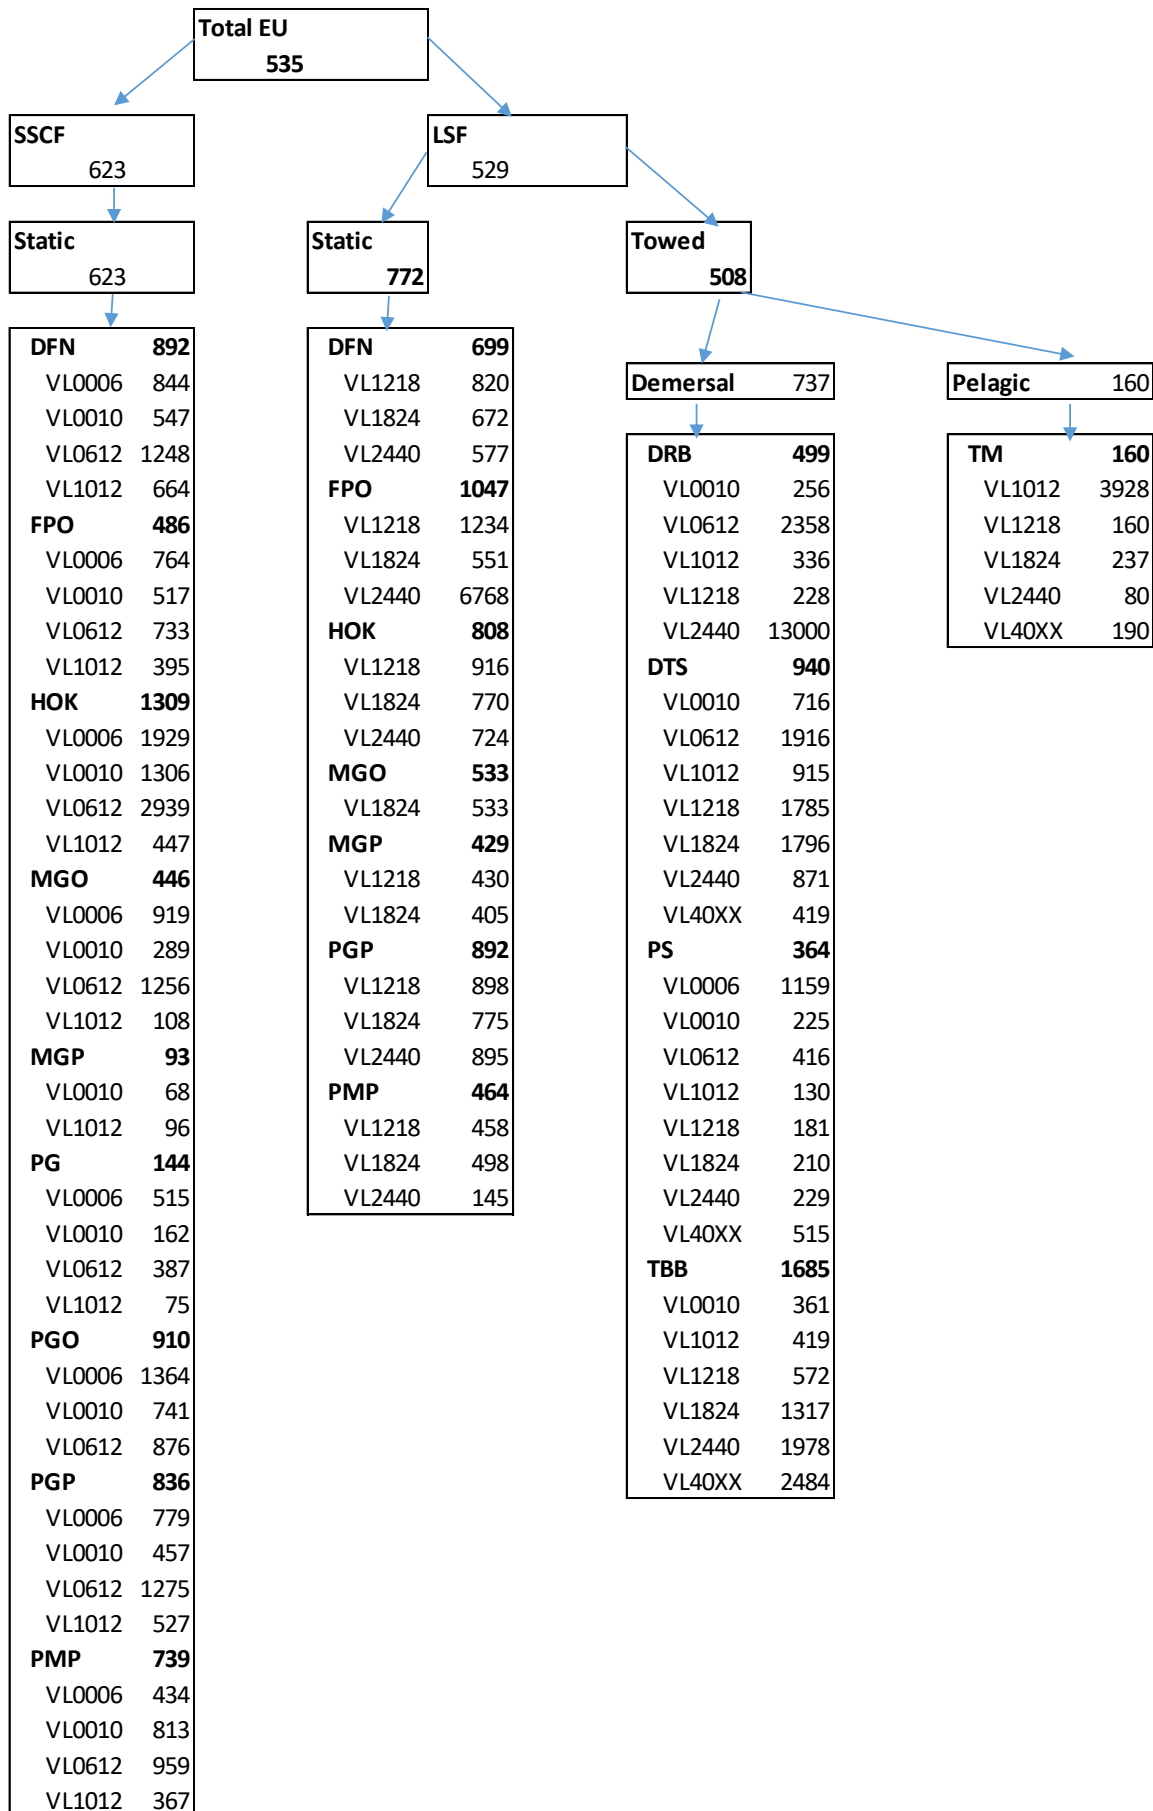 Total EU
535
SSCF
623
LSF
529
Static
623
Static
772
Towed
508
DFN 892
VL0006 844
VL0010 547
VL0612 1248
VL1012 664
FPO 486
VL0006 764
VL0010 517
VL0612 733
VL1012 395
HOK 1309
VL0006 1929
VL0010 1306
VL0612 2939
VL1012 447
MGO 446
VL0006 919
VL0010 289
VL0612 1256
VL1012 108
MGP 93
VL0010 68
VL1012 96
PG 144
VL0006 515
VL0010 162
VL0612 387
VL1012 75
PGO 910
VL0006 1364
VL0010 741
VL0612 876
PGP 836
VL0006 779
VL0010 457
VL0612 1275
VL1012 527
PMP 739
VL0006 434
VL0010 813
VL0612 959
VL1012 367
DFN 699
VL1218 820
VL1824 672
VL2440 577
FPO 1047
VL1218 1234
VL1824 551
VL2440 6768
HOK 808
VL1218 916
VL1824 770
VL2440 724
MGO 533
VL1824 533
MGP 429
VL1218 430
VL1824 405
PGP 892
VL1218 898
VL1824 775
VL2440 895
PMP 464
VL1218 458
VL1824 498
VL2440 145
Demersal 737
DRB 499
VL0010 256
VL0612 2358
VL1012 336
VL1218 228
VL2440 13000
DTS 940
VL0010 716
VL0612 1916
VL1012 915
VL1218 1785
VL1824 1796
VL2440 871
VL40XX 419
PS 364
VL0006 1159
VL0010 225
VL0612 416
VL1012 130
VL1218 181
VL1824 210
VL2440 229
VL40XX 515
TBB 1685
VL0010 361
VL1012 419
VL1218 572
VL1824 1317
VL2440 1978
VL40XX 2484
Pelagic 160
TM 160
VL1012 3928
VL1218 160
VL1824 237
VL2440 80
VL40XX 190